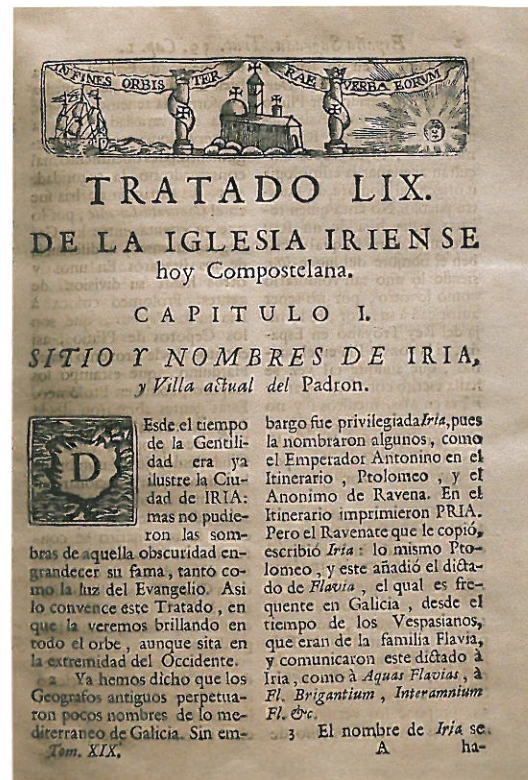 IN FINES ORBIS TER RAE VERBA EORVM
TRATADO LIX.
DE LA IGLESIA IRIENSE
hoy Compostelana.
CAPITULO I.
SITIO Y NOMBRES DE IRIA,
y Villa actual del Padron.
DEsde el tiempo
de la Gentili-
dad era ya
ilustre la Ciu-
dad de IRIA:
mas no pudie-
ron las som-
bras de aquella obscuridad en-
grandecer su fama, tanto co-
mo la luz del Evangelio. Asi
lo convence este Tratado, en
que la veremos brillando en
todo el orbe, aunque sita en
la extremidad del Occidente.
2 Ya hemos dicho que los
Geografos antiguos perpetua-
ron pocos nombres de lo me-
diterraneo de Galicia. Sin em-
Tom. XIX.
bargo fue privilegiada Iria, pues
la nombraron algunos, como
el Emperador Antonino en el
Itinerario, Ptolomeo, y el
Anonimo de Ravena. En el
Itinerario imprimieron PRIA.
Pero el Ravenate que le copió,
escribió Iria: lo mismo Pto-
lomeo, y este añadió el dicta-
do de Flavia, el qual es fre-
quente en Galicia, desde el
tiempo de los Vespasianos,
que eran de la familia Flavia,
y comunicaron este dictado à
Iria, como à Aquas Flavias, à
Fl. Brigantium, Interamnium
Fl. &c.
3 El nombre de Iria se
A ha-